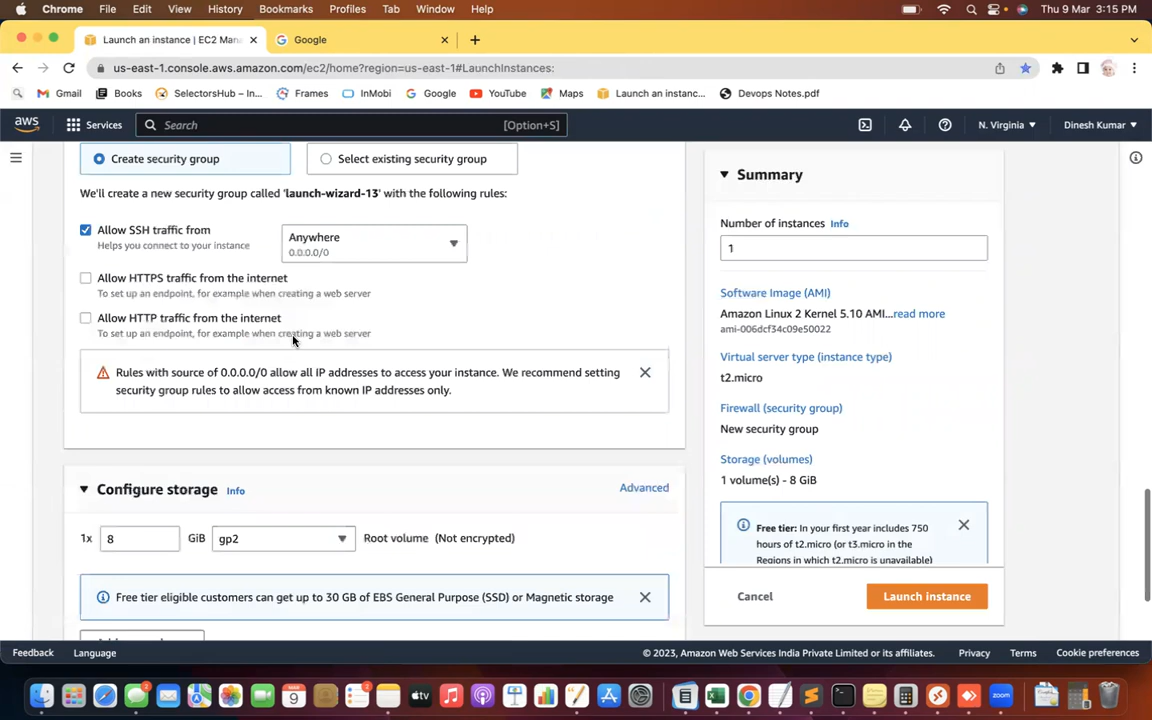 Chrome File Edit View History Bookmarks Profiles Tab Window Help Thu 9 Mar 3:15 PM
Launch an instance | EC2 Mana Google
us-east-1.console.aws.amazon.com/ec2/home?region=us-east-1#LaunchInstances:
Gmail Books SelectorsHub – In... Frames InMobi Google YouTube Maps Launch an instanc... Devops Notes.pdf
aws Services Search [Option+S] N. Virginia Dinesh Kumar
Create security group Select existing security group
We'll create a new security group called 'launch-wizard-13' with the following rules:
Allow SSH traffic from
Helps you connect to your instance
Anywhere
0.0.0.0/0
Allow HTTPS traffic from the internet
To set up an endpoint, for example when creating a web server
Allow HTTP traffic from the internet
To set up an endpoint, for example when creating a web server
Rules with source of 0.0.0.0/0 allow all IP addresses to access your instance. We recommend setting
security group rules to allow access from known IP addresses only.
Configure storage Info Advanced
1x 8 GiB gp2 Root volume (Not encrypted)
Free tier eligible customers can get up to 30 GB of EBS General Purpose (SSD) or Magnetic storage
Summary
Number of instances Info
1
Software Image (AMI)
Amazon Linux 2 Kernel 5.10 AMI...read more
ami-006dcf34c09e50022
Virtual server type (instance type)
t2.micro
Firewall (security group)
New security group
Storage (volumes)
1 volume(s) - 8 GiB
Free tier: In your first year includes 750
hours of t2.micro (or t3.micro in the
Regions in which t2.micro is unavailable)
Cancel Launch instance
Feedback Language © 2023, Amazon Web Services India Private Limited or its affiliates. Privacy Terms Cookie preferences